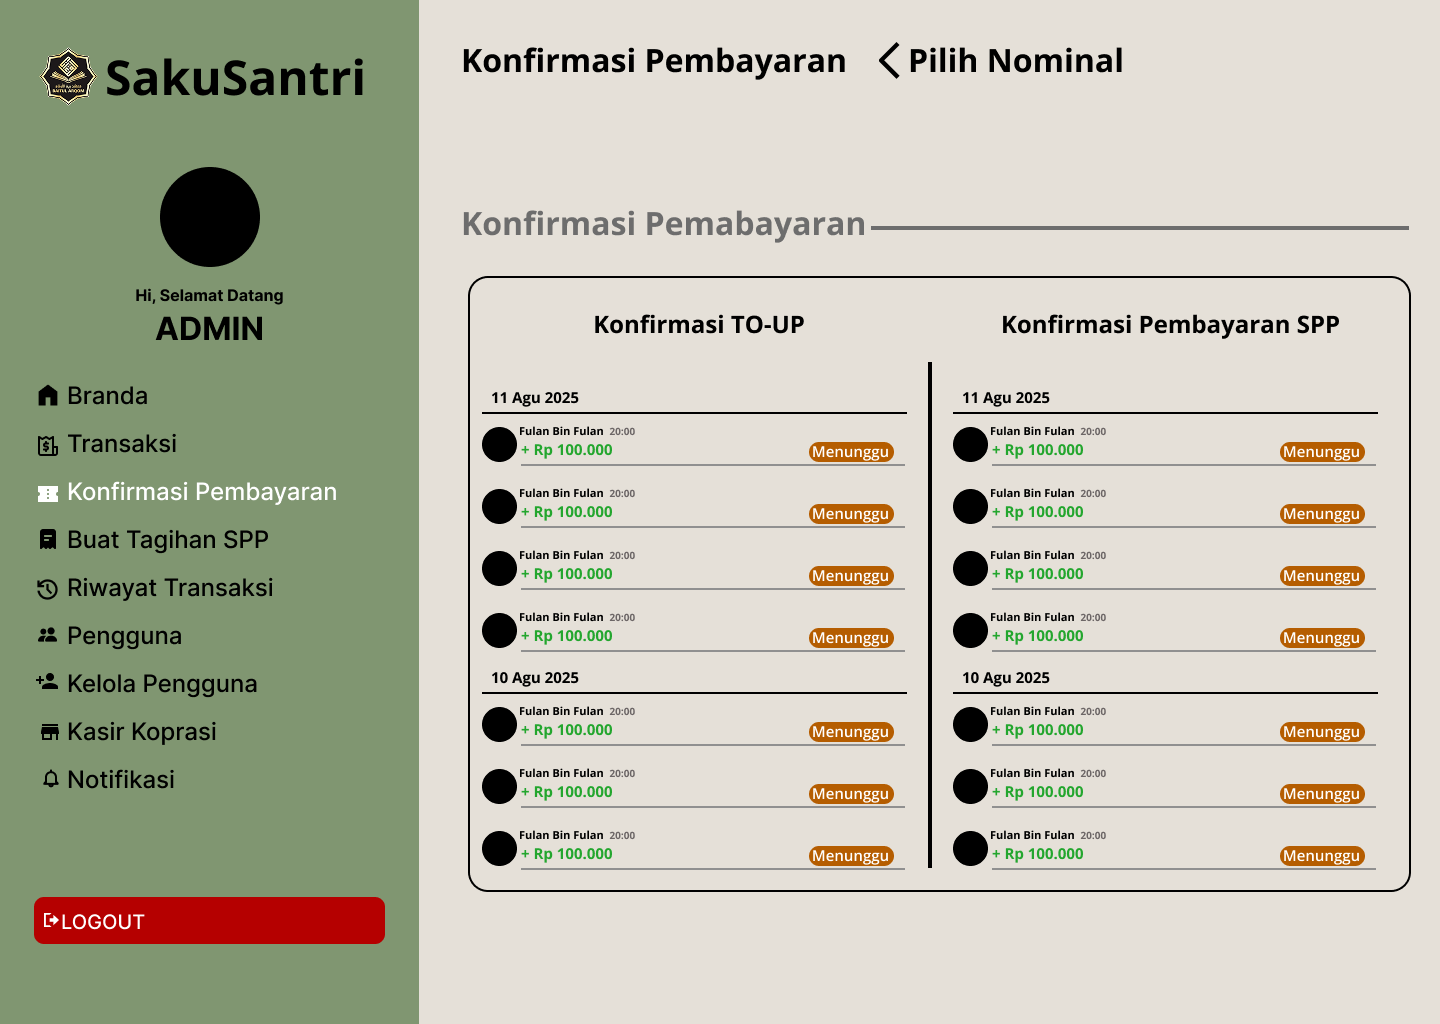 SakuSantri
BAITUL ARQOM
Hi, Selamat Datang
ADMIN
Branda
Transaksi
Konfirmasi Pembayaran
Buat Tagihan SPP
Riwayat Transaksi
Pengguna
Kelola Pengguna
Kasir Koprasi
Notifikasi
LOGOUT
Konfirmasi Pembayaran
Pilih Nominal
Konfirmasi Pemabayaran
Konfirmasi TO-UP
11 Agu 2025
Fulan Bin Fulan 20:00
+ Rp 100.000 Menunggu
Fulan Bin Fulan 20:00
+ Rp 100.000 Menunggu
Fulan Bin Fulan 20:00
+ Rp 100.000 Menunggu
Fulan Bin Fulan 20:00
+ Rp 100.000 Menunggu
10 Agu 2025
Fulan Bin Fulan 20:00
+ Rp 100.000 Menunggu
Fulan Bin Fulan 20:00
+ Rp 100.000 Menunggu
Fulan Bin Fulan 20:00
+ Rp 100.000 Menunggu
Konfirmasi Pembayaran SPP
11 Agu 2025
Fulan Bin Fulan 20:00
+ Rp 100.000 Menunggu
Fulan Bin Fulan 20:00
+ Rp 100.000 Menunggu
Fulan Bin Fulan 20:00
+ Rp 100.000 Menunggu
Fulan Bin Fulan 20:00
+ Rp 100.000 Menunggu
10 Agu 2025
Fulan Bin Fulan 20:00
+ Rp 100.000 Menunggu
Fulan Bin Fulan 20:00
+ Rp 100.000 Menunggu
Fulan Bin Fulan 20:00
+ Rp 100.000 Menunggu